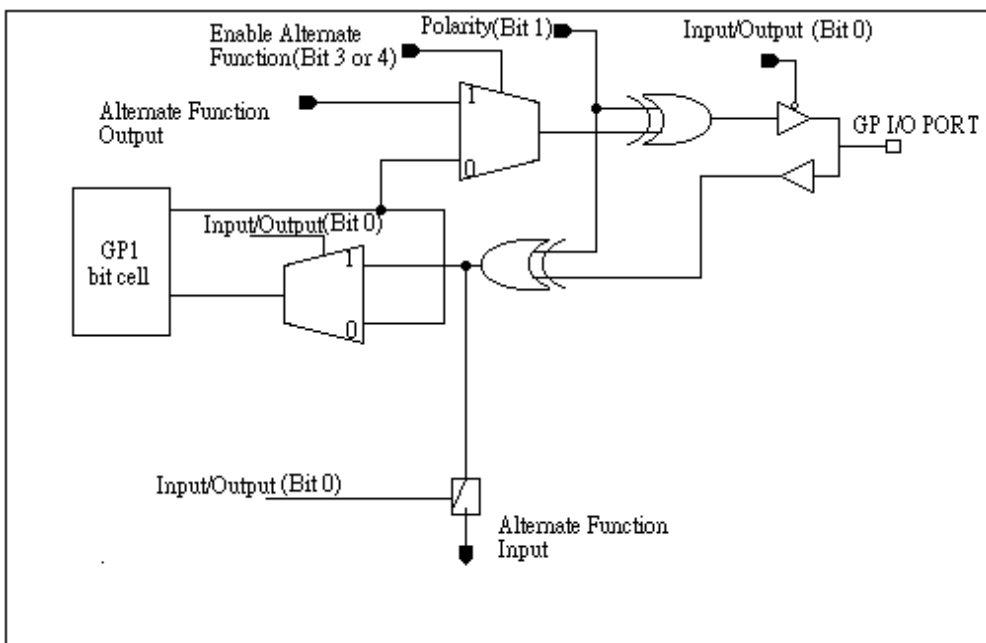 Polarity(Bit 1)
Input/Output (Bit 0)
Enable Alternate
Function(Bit 3 or 4)
Alternate Function
Output
1
0
GP I/O PORT
Input/Output(Bit 0)
GP1
bit cell
1
0
Input/Output (Bit 0)
Alternate Function
Input